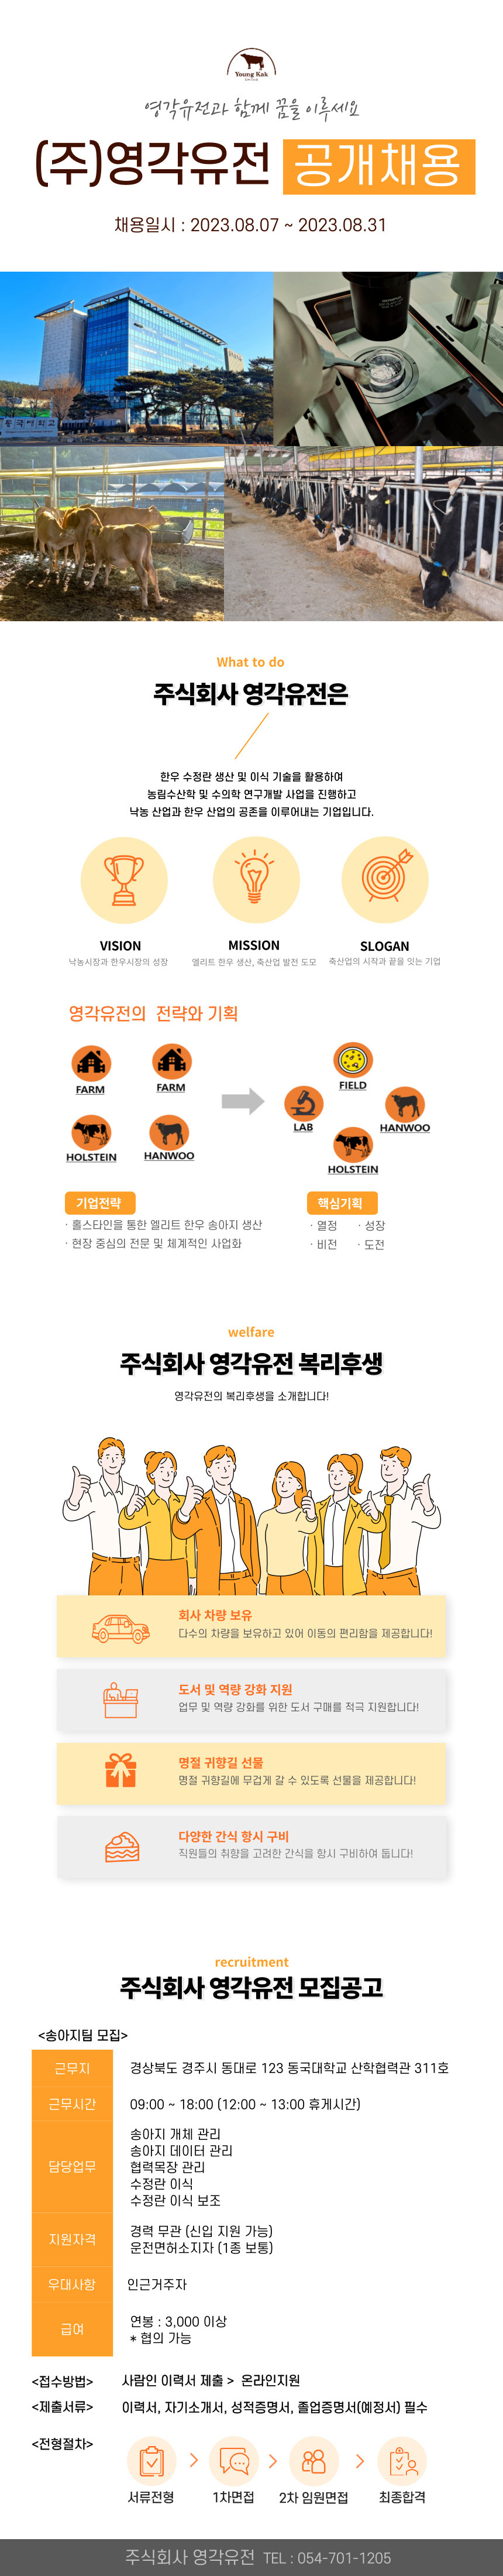 Young Kak
영각유전과 함께 꿈을 이루세요
(주)영각유전 공개채용
채용일시 : 2023.08.07 ~ 2023.08.31
동국대학교
What to do
주식회사 영각유전은
한우 수정란 생산 및 이식 기술을 활용하여
농림수산학 및 수의학 연구개발 사업을 진행하고
낙농 산업과 한우 산업의 공존을 이루어내는 기업입니다.
VISION
낙농시장과 한우시장의 성장
MISSION
엘리트 한우 생산, 축산업 발전 도모
SLOGAN
축산업의 시작과 끝을 잇는 기업
영각유전의 전략와 기획
FARM
FARM
HOLSTEIN
HANWOO
FIELD
LAB
HANWOO
HOLSTEIN
기업전략
· 홀스타인을 통한 엘리트 한우 송아지 생산
· 현장 중심의 전문 및 체계적인 사업화
핵심기획
· 열정 · 성장
· 비전 · 도전
welfare
주식회사 영각유전 복리후생
영각유전의 복리후생을 소개합니다!
회사 차량 보유
다수의 차량을 보유하고 있어 이동의 편리함을 제공합니다!
도서 및 역량 강화 지원
업무 및 역량 강화를 위한 도서 구매를 적극 지원합니다!
명절 귀향길 선물
명절 귀향길에 무겁게 갈 수 있도록 선물을 제공합니다!
다양한 간식 항시 구비
직원들의 취향을 고려한 간식을 항시 구비하여 둡니다!
recruitment
주식회사 영각유전 모집공고
<송아지팀 모집>
근무지 경상북도 경주시 동대로 123 동국대학교 산학협력관 311호
근무시간 09:00 ~ 18:00 (12:00 ~ 13:00 휴게시간)
담당업무
송아지 개체 관리
송아지 데이터 관리
협력목장 관리
수정란 이식
수정란 이식 보조
지원자격
경력 무관 (신입 지원 가능)
운전면허소지자 (1종 보통)
우대사항 인근거주자
급여
연봉 : 3,000 이상
* 협의 가능
<접수방법> 사람인 이력서 제출 > 온라인지원
<제출서류> 이력서, 자기소개서, 성적증명서, 졸업증명서(예정서) 필수
<전형절차>
서류전형 1차면접 2차 임원면접 최종합격
주식회사 영각유전 TEL : 054-701-1205